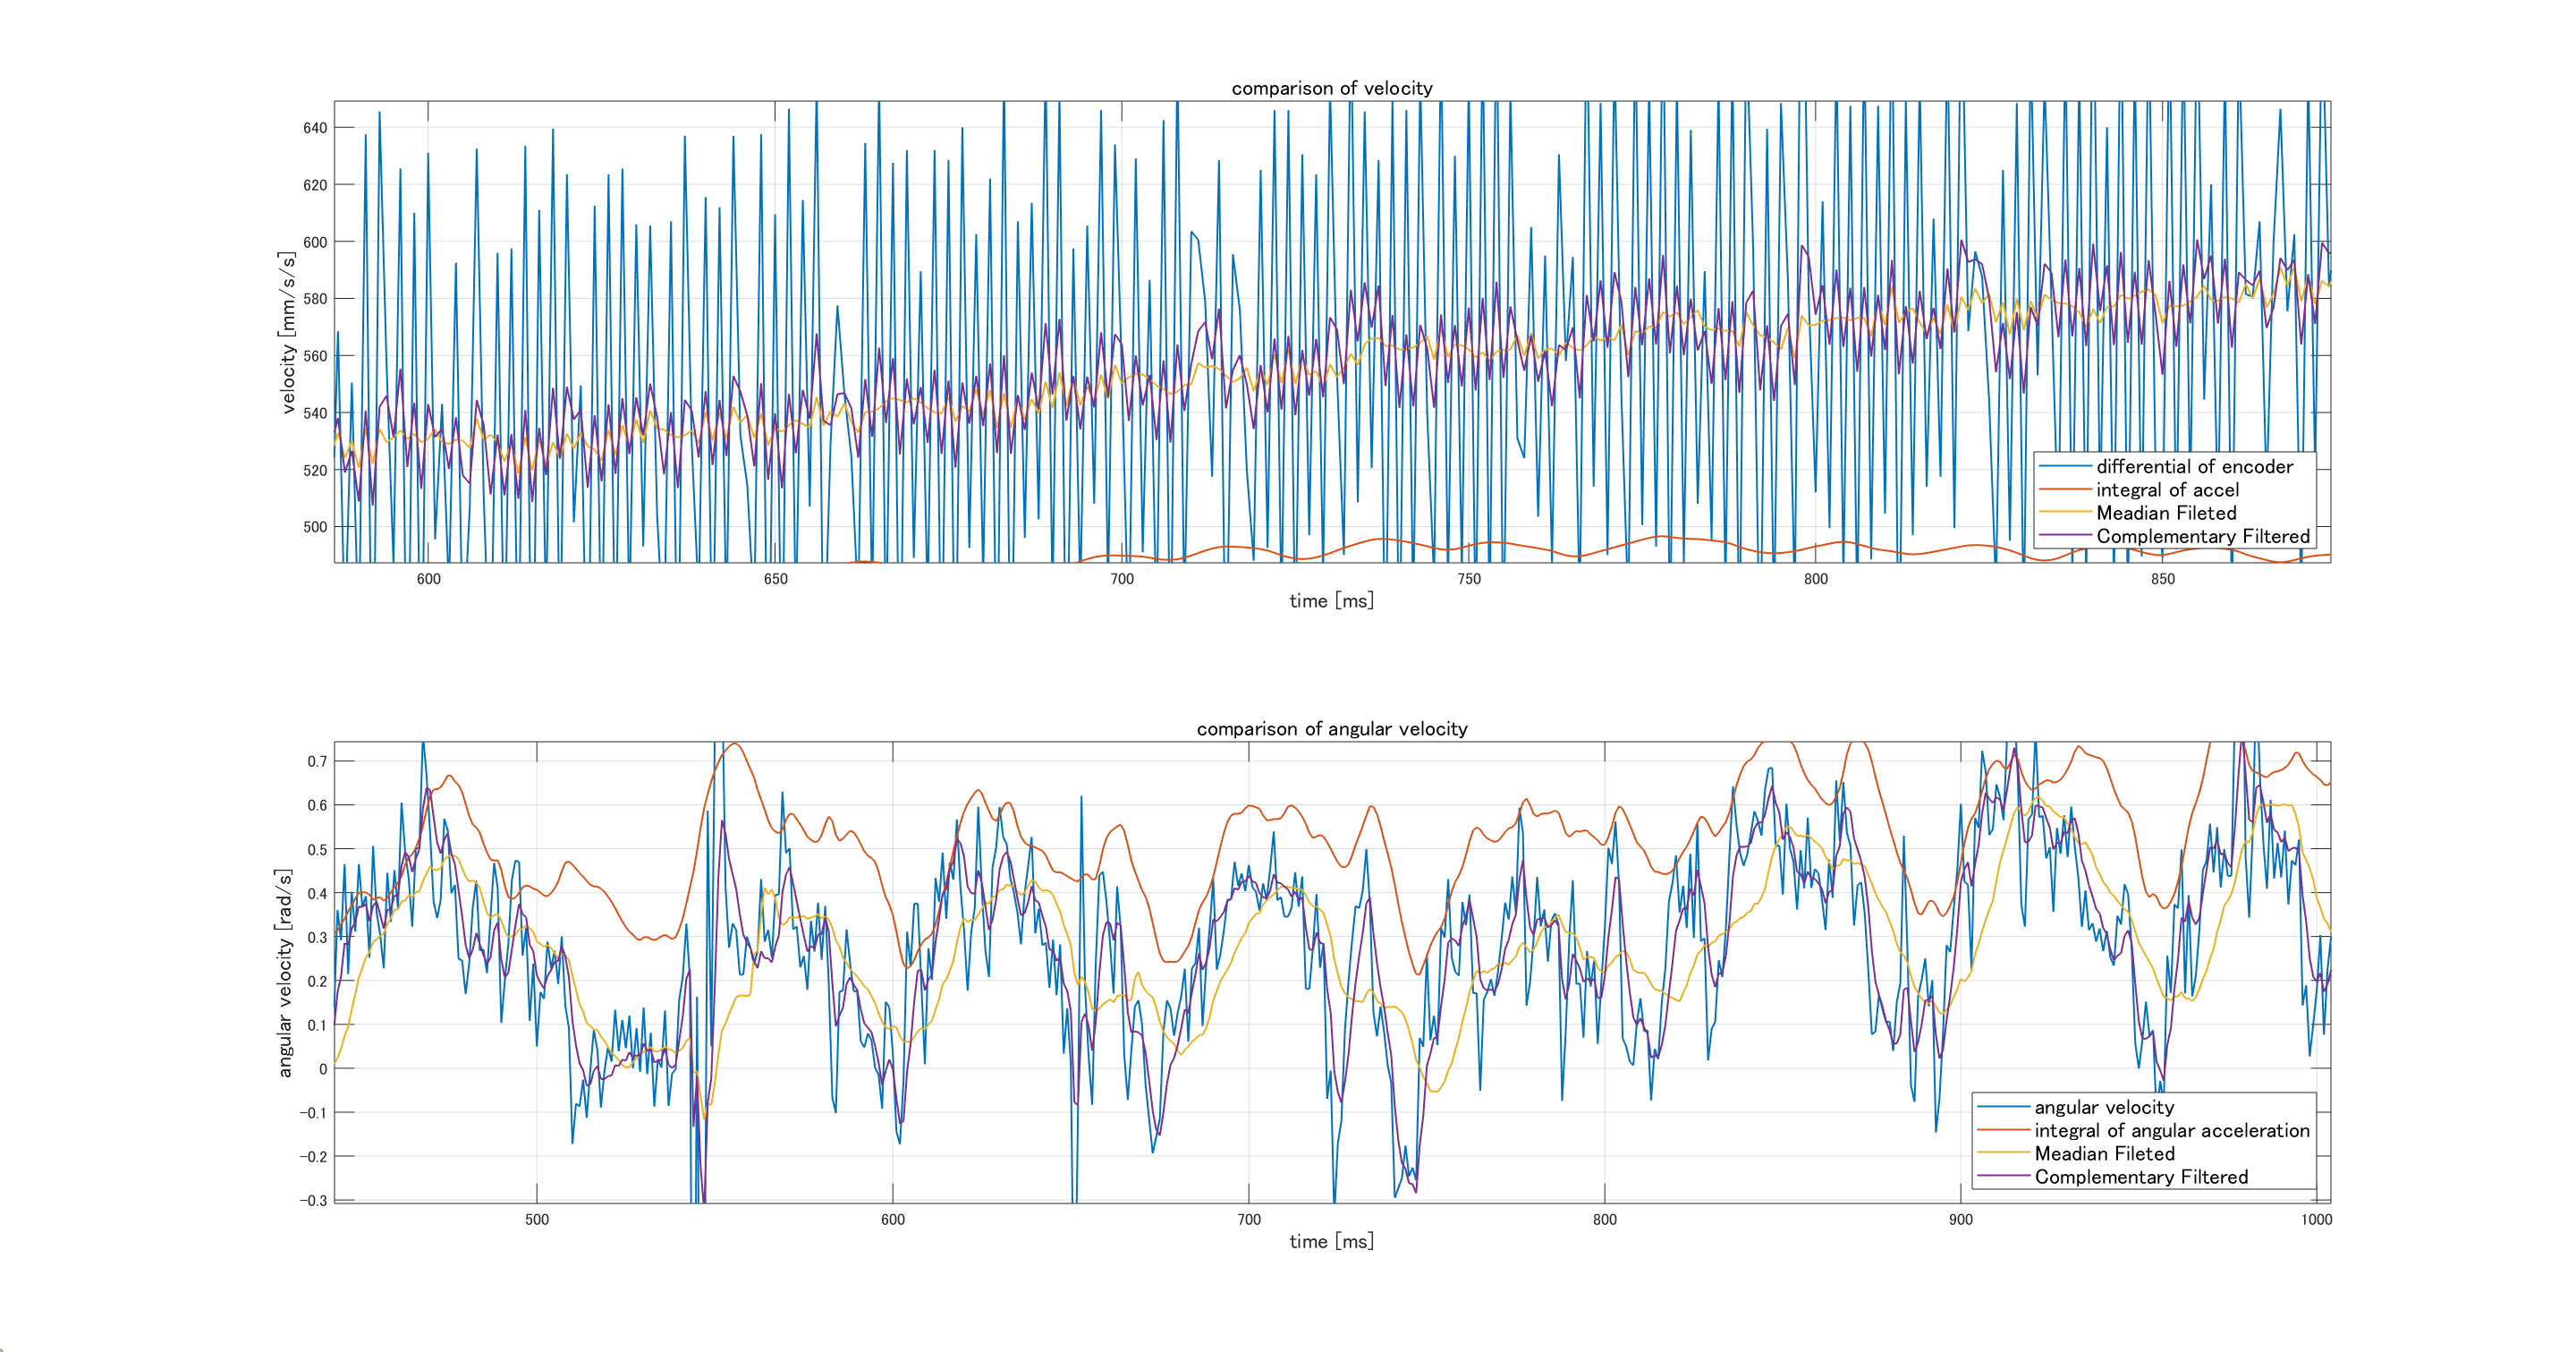 comparison of velocity
velocity [mm/s/s]
640
620
600
580
560
540
520
500
600
650
700
750
800
850
time [ms]
differential of encoder
integral of accel
Meadian Fileted
Complementary Filtered
comparison of angular velocity
angular velocity [rad/s]
0.7
0.6
0.5
0.4
0.3
0.2
0.1
0
-0.1
-0.2
-0.3
500
600
700
800
900
1000
time [ms]
angular velocity
integral of angular acceleration
Meadian Fileted
Complementary Filtered